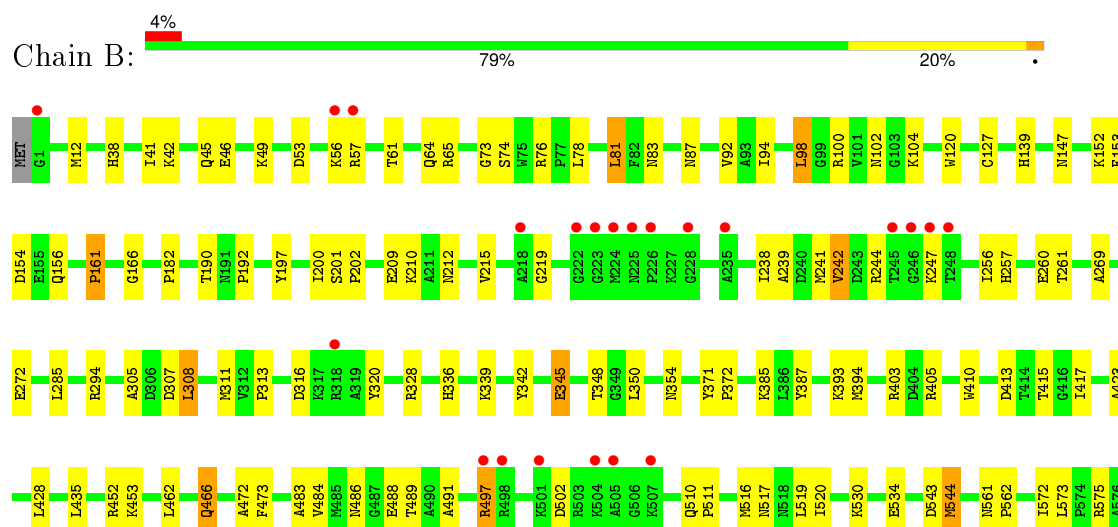 4%
Chain B:
79% 20% •
MET G1 M12 H38 I41 K42 Q45 E46 K49 D53 K56 R57 T61 Q64 R65 G73 S74 W75 R76 P77 L78 L81 F82 N83 N87 V92 A93 I94 L98 G99 R100 V101 N102 G103 K104 W120 C127 H139 N147 K152 E153
D154 E155 Q156 P161 G166 P182 T190 N191 P192 Y197 I200 S201 P202 E209 K210 A211 N212 V215 A218 G219 G222 G223 M224 N225 P226 K227 G228 A235 I238 A239 D240 M241 V242 D243 R244 T245 G246 K247 T248 I256 H257 E260 T261 A269
E272 L285 R294 A305 D306 D307 L308 M311 V312 P313 D316 K317 R318 A319 Y320 R328 H336 K339 Y342 E345 T348 G349 L350 N354 Y371 P372 K385 L386 Y387 K393 M394 R403 D404 R405 W410 D413 T414 T415 G416 I417 A423
L428 L435 R452 K453 L462 Q466 A472 F473 A483 V484 M485 N486 G487 E488 T489 A490 A491 R497 R498 K501 D502 R503 K504 A505 G506 K507 Q510 P511 M516 N517 N518 L519 I520 K530 E534 D543 M544 N561 P562 I572 L573 P574 R575 T576